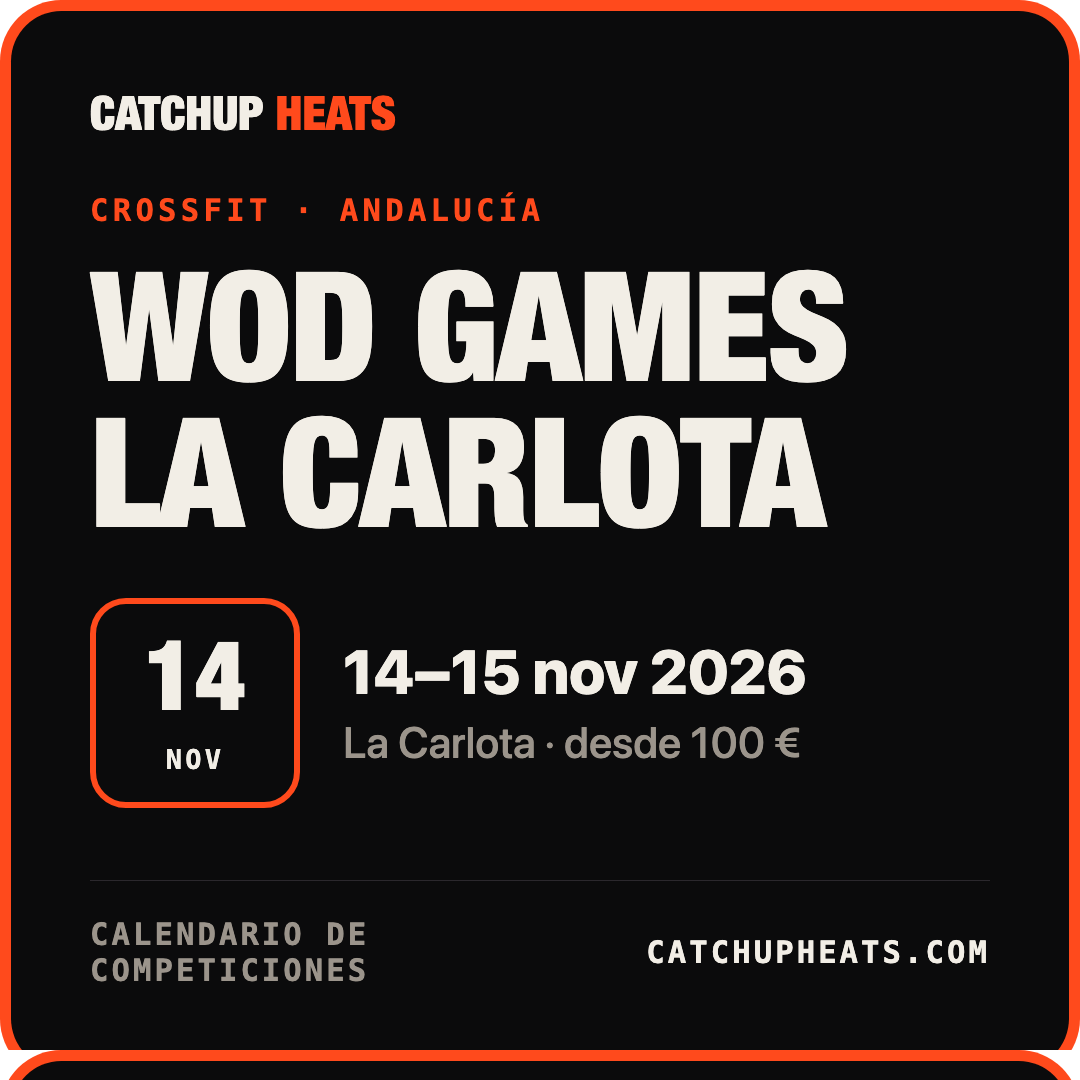 CATCHUP HEATS
CROSSFIT · ANDALUCÍA
WOD GAMES
LA CARLOTA
14
NOV
14–15 nov 2026
La Carlota · desde 100 €
CALENDARIO DE
COMPETICIONES
CATCHUPHEATS.COM